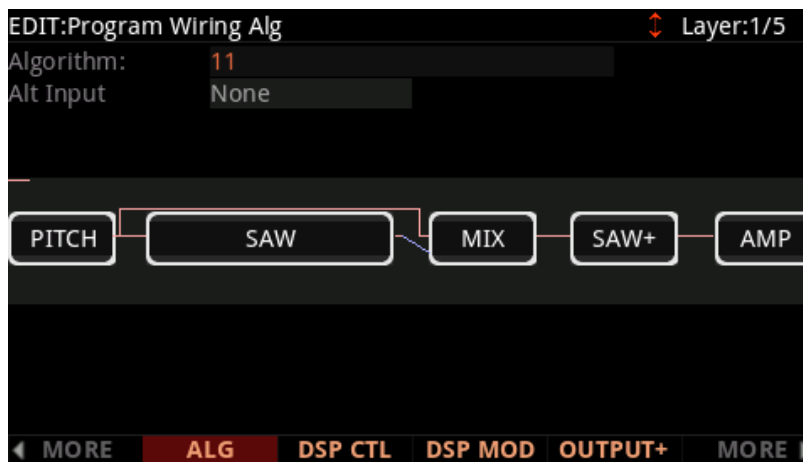 EDIT:Program Wiring Alg Layer:1/5
Algorithm: 11
Alt Input None
PITCH SAW MIX SAW+ AMP
MORE ALG DSP CTL DSP MOD OUTPUT+ MORE